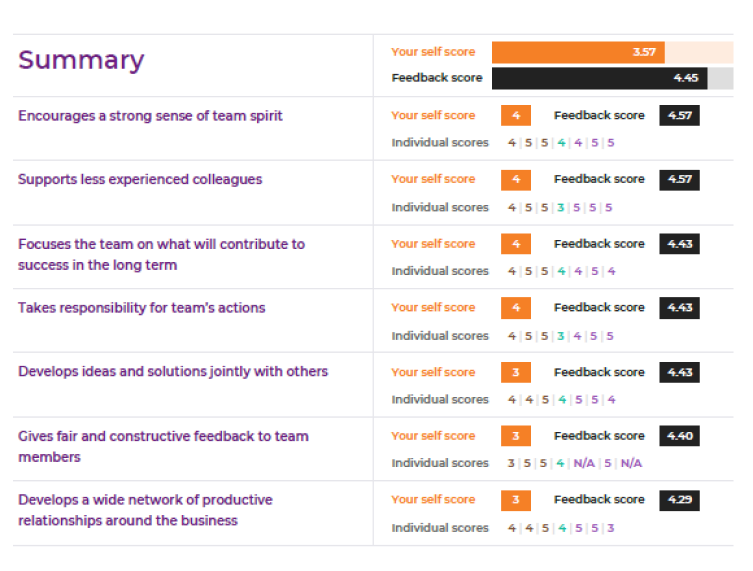 Summary
Your self score 3.57
Feedback score 4.45
Encourages a strong sense of team spirit
Your self score 4 Feedback score 4.57
Individual scores 4 | 5 | 5 | 4 | 4 | 5 | 5
Supports less experienced colleagues
Your self score 4 Feedback score 4.57
Individual scores 4 | 5 | 5 | 3 | 5 | 5 | 5
Focuses the team on what will contribute to
success in the long term
Your self score 4 Feedback score 4.43
Individual scores 4 | 5 | 5 | 4 | 4 | 5 | 4
Takes responsibility for team's actions
Your self score 4 Feedback score 4.43
Individual scores 4 | 5 | 5 | 3 | 4 | 5 | 5
Develops ideas and solutions jointly with others
Your self score 3 Feedback score 4.43
Individual scores 4 | 4 | 5 | 4 | 5 | 5 | 4
Gives fair and constructive feedback to team
members
Your self score 3 Feedback score 4.40
Individual scores 3 | 5 | 5 | 4 | N/A | 5 | N/A
Develops a wide network of productive
relationships around the business
Your self score 3 Feedback score 4.29
Individual scores 4 | 4 | 5 | 4 | 5 | 5 | 3